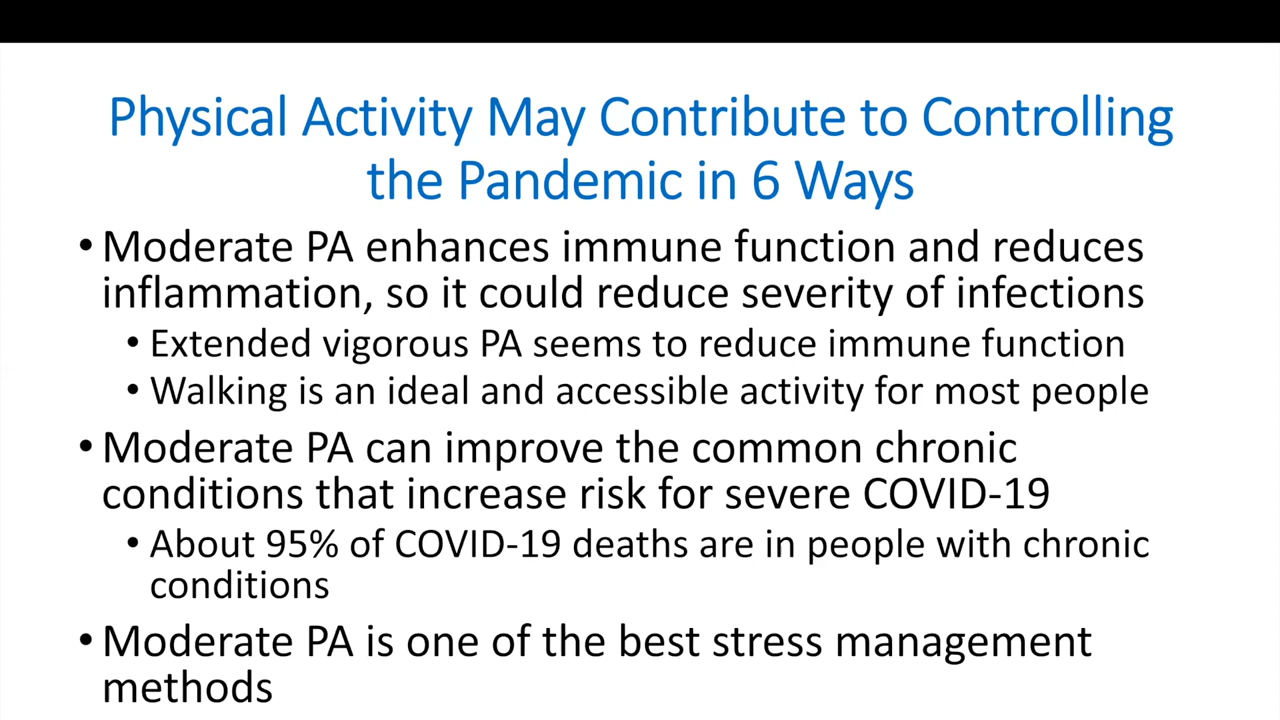 Physical Activity May Contribute to Controlling
the Pandemic in 6 Ways
• Moderate PA enhances immune function and reduces
inflammation, so it could reduce severity of infections
• Extended vigorous PA seems to reduce immune function
• Walking is an ideal and accessible activity for most people
• Moderate PA can improve the common chronic
conditions that increase risk for severe COVID-19
• About 95% of COVID-19 deaths are in people with chronic
conditions
• Moderate PA is one of the best stress management
methods